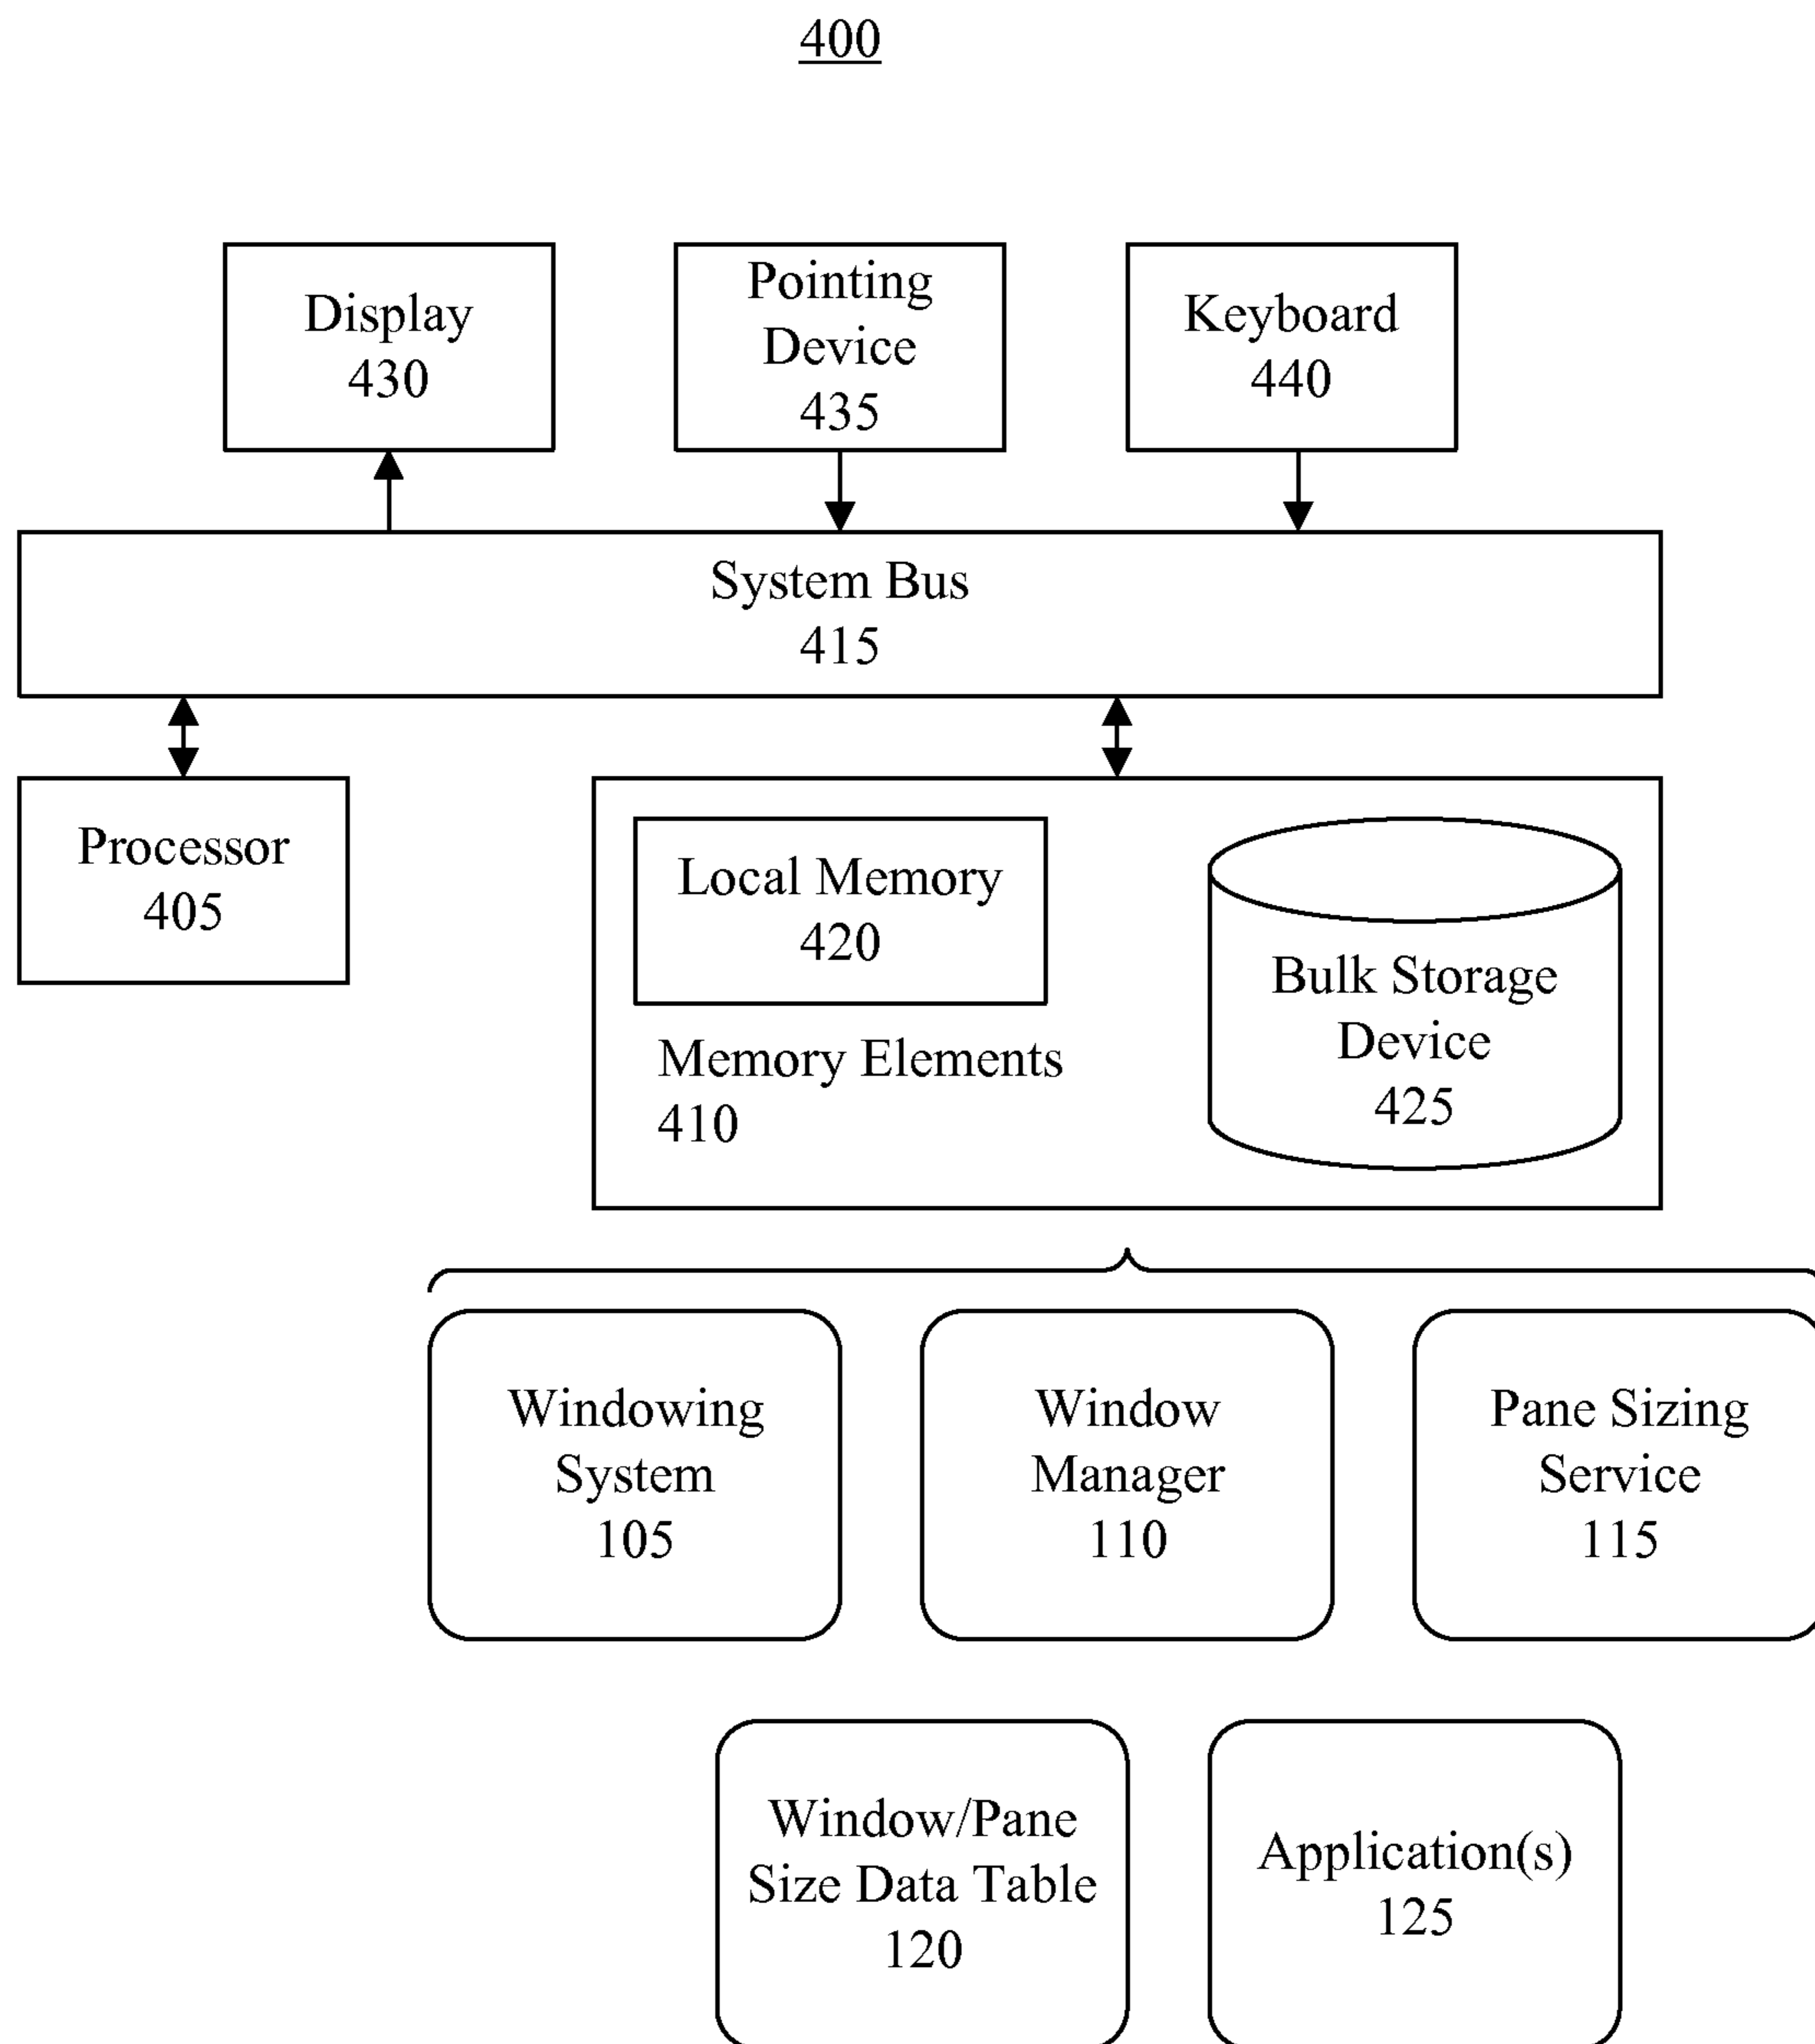 400
Display
430
Pointing
Device
435
Keyboard
440
System Bus
415
Processor
405
Local Memory
420
Memory Elements
410
Bulk Storage
Device
425
Windowing
System
105
Window
Manager
110
Pane Sizing
Service
115
Window/Pane
Size Data Table
120
Application(s)
125